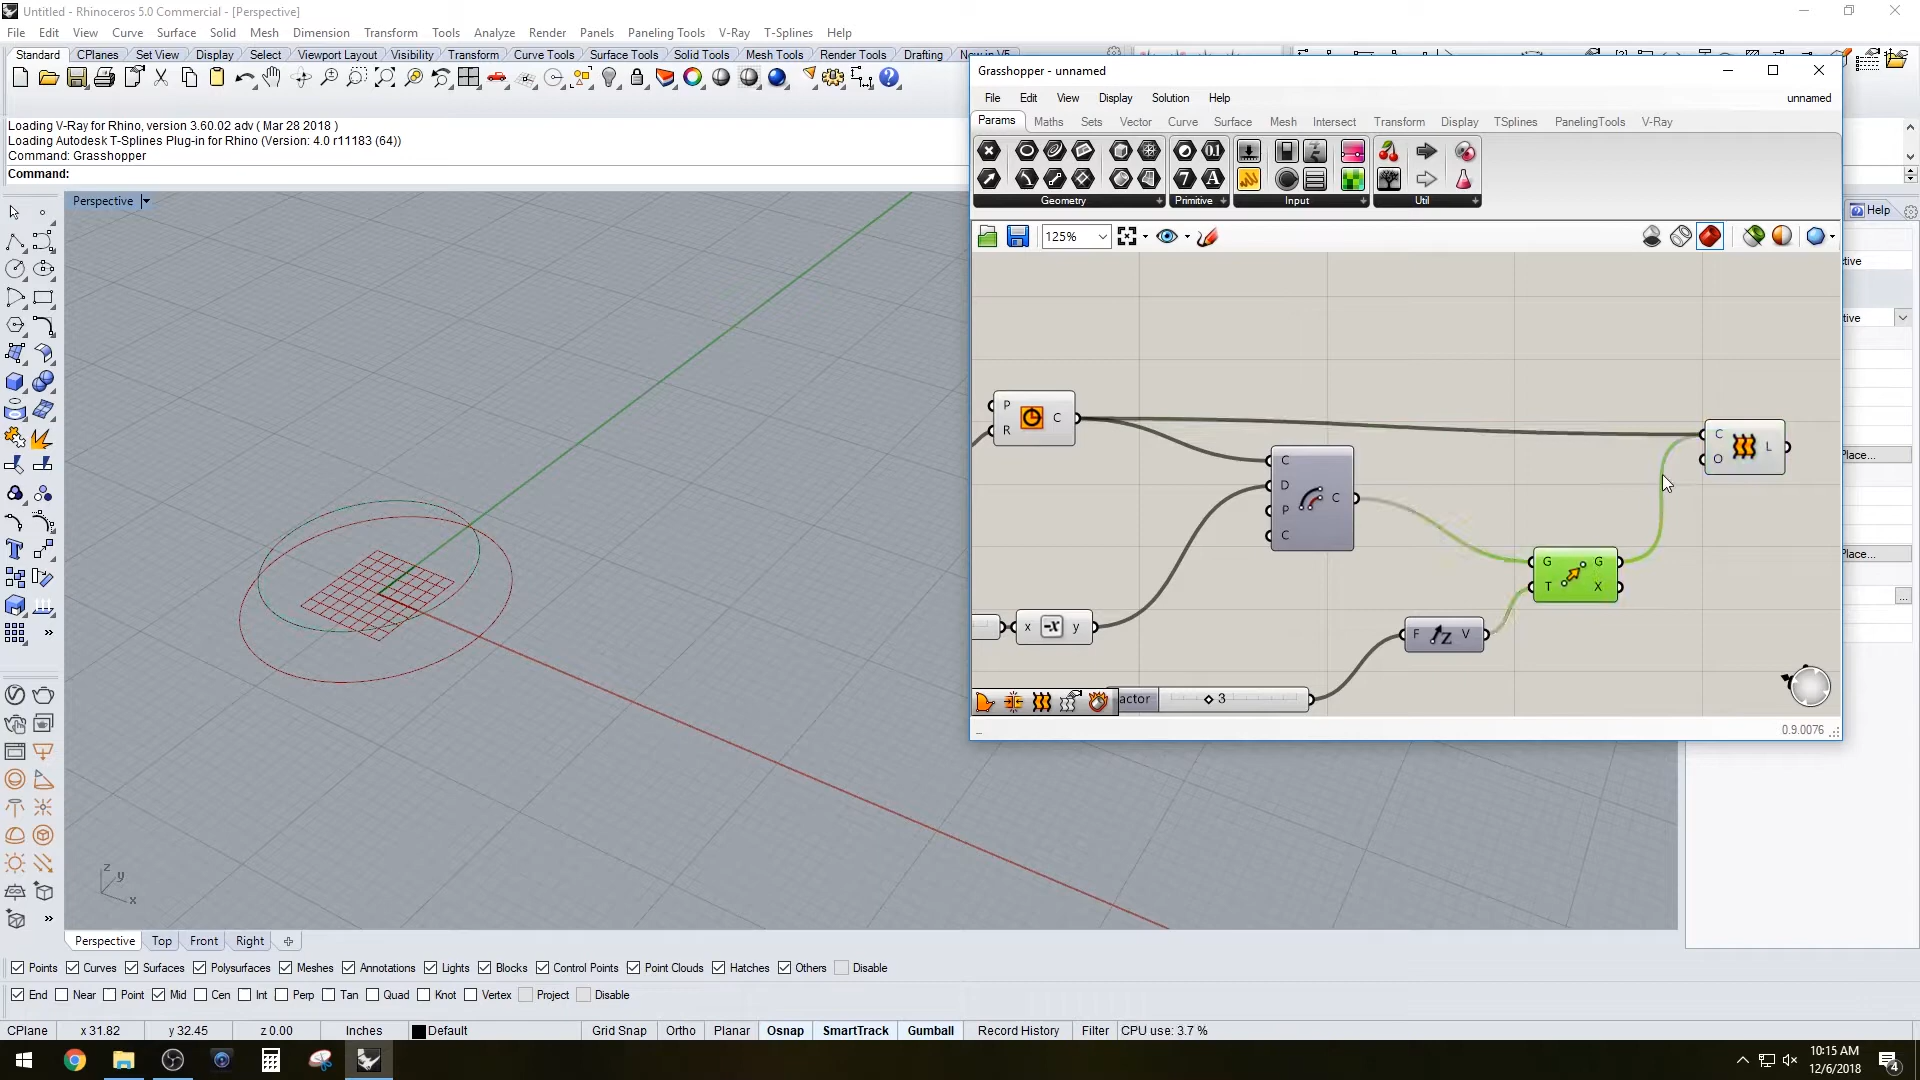 Untitled - Rhinoceros 5.0 Commercial - [Perspective]
File Edit View Curve Surface Solid Mesh Dimension Transform Tools Analyze Render Panels Paneling Tools V-Ray T-Splines Help
Standard CPlanes Set View Display Select Viewport Layout Visibility Transform Curve Tools Surface Tools Solid Tools Mesh Tools Render Tools Drafting New in V5
Loading V-Ray for Rhino, version 3.60.02 adv ( Mar 28 2018 )
Loading Autodesk T-Splines Plug-in for Rhino (Version: 4.0 r11183 (64))
Command: Grasshopper
Command:
Perspective
Grasshopper - unnamed
File Edit View Display Solution Help unnamed
Params Maths Sets Vector Curve Surface Mesh Intersect Transform Display TSplines PanelingTools V-Ray
Geometry Primitive Input Util
125%
Help
tive
tive
Place...
Place...
...
P R C
C D P C C
C O L
G T G X
F V
x -x y
actor 3
0.9.0076
z y x
Perspective Top Front Right
Points Curves Surfaces Polysurfaces Meshes Annotations Lights Blocks Control Points Point Clouds Hatches Others Disable
End Near Point Mid Cen Int Perp Tan Quad Knot Vertex Project Disable
CPlane x 31.82 y 32.45 z 0.00 Inches Default Grid Snap Ortho Planar Osnap SmartTrack Gumball Record History Filter CPU use: 3.7 %
10:15 AM
12/6/2018
4